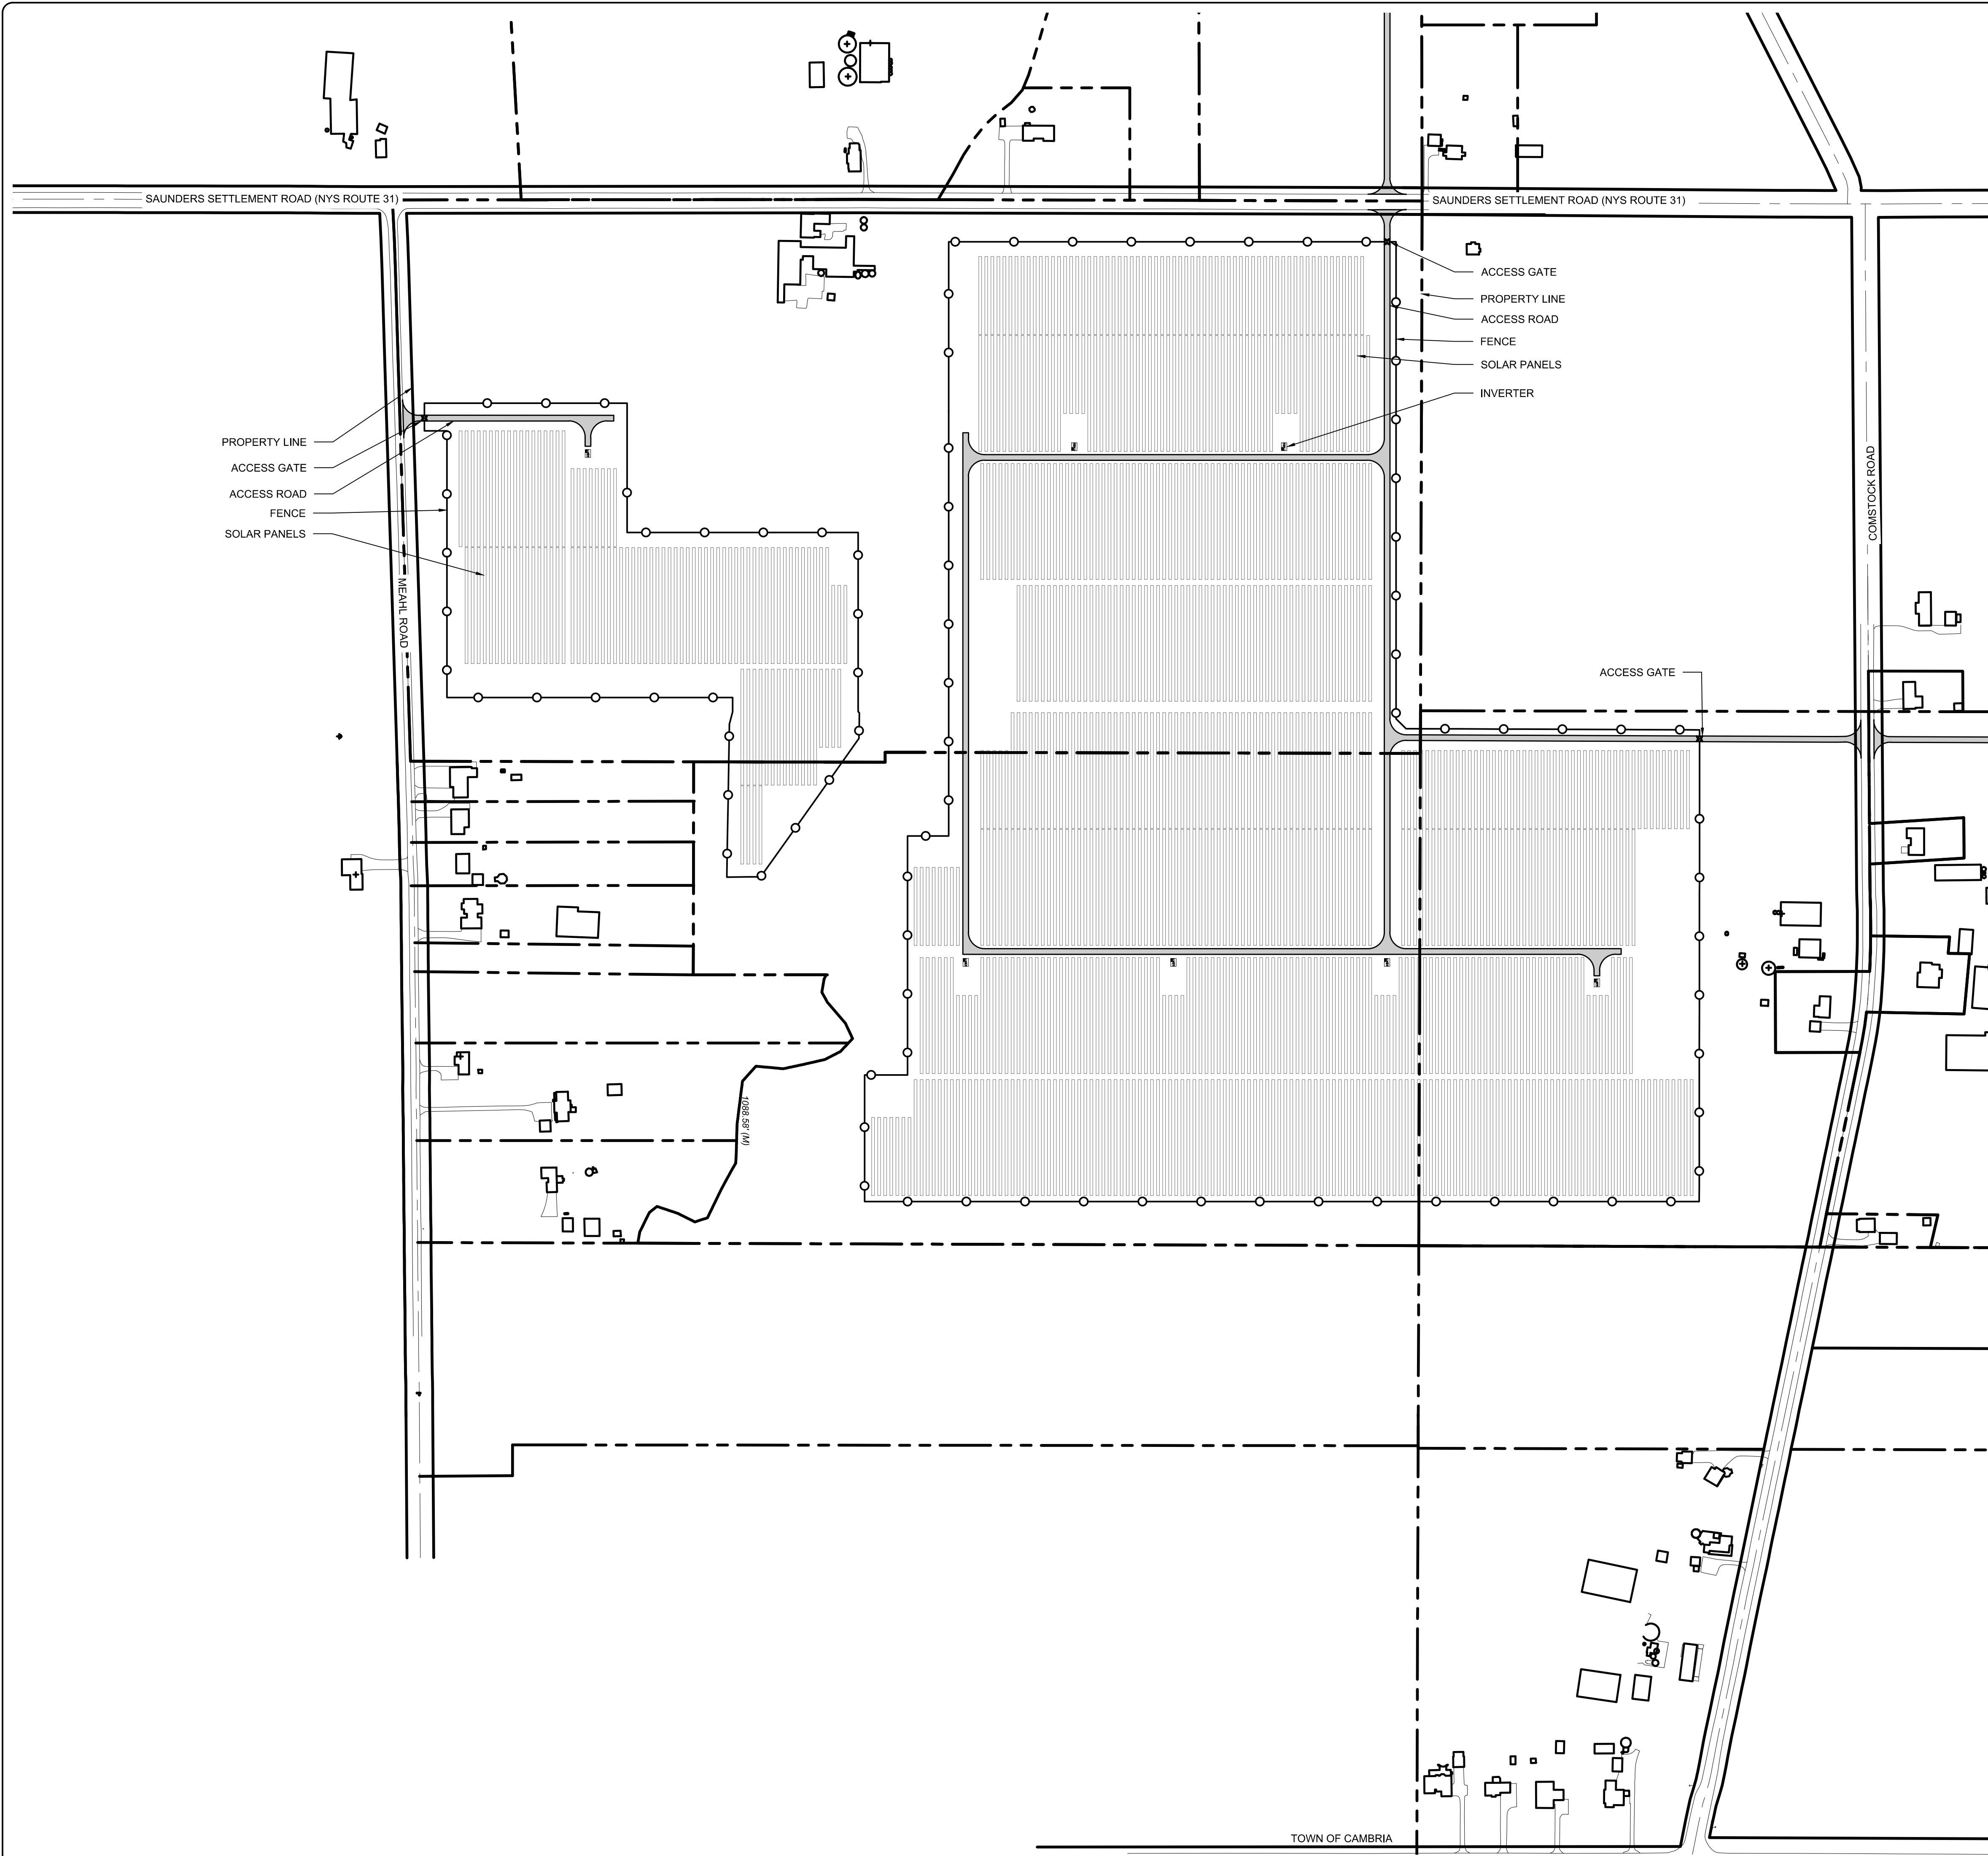 SAUNDERS SETTLEMENT ROAD (NYS ROUTE 31)
SAUNDERS SETTLEMENT ROAD (NYS ROUTE 31)
ACCESS GATE
PROPERTY LINE
ACCESS ROAD
FENCE
SOLAR PANELS
INVERTER
PROPERTY LINE
ACCESS GATE
ACCESS ROAD
FENCE
SOLAR PANELS
MEAHL ROAD
COMSTOCK ROAD
ACCESS GATE
1088.58' (M)
TOWN OF CAMBRIA